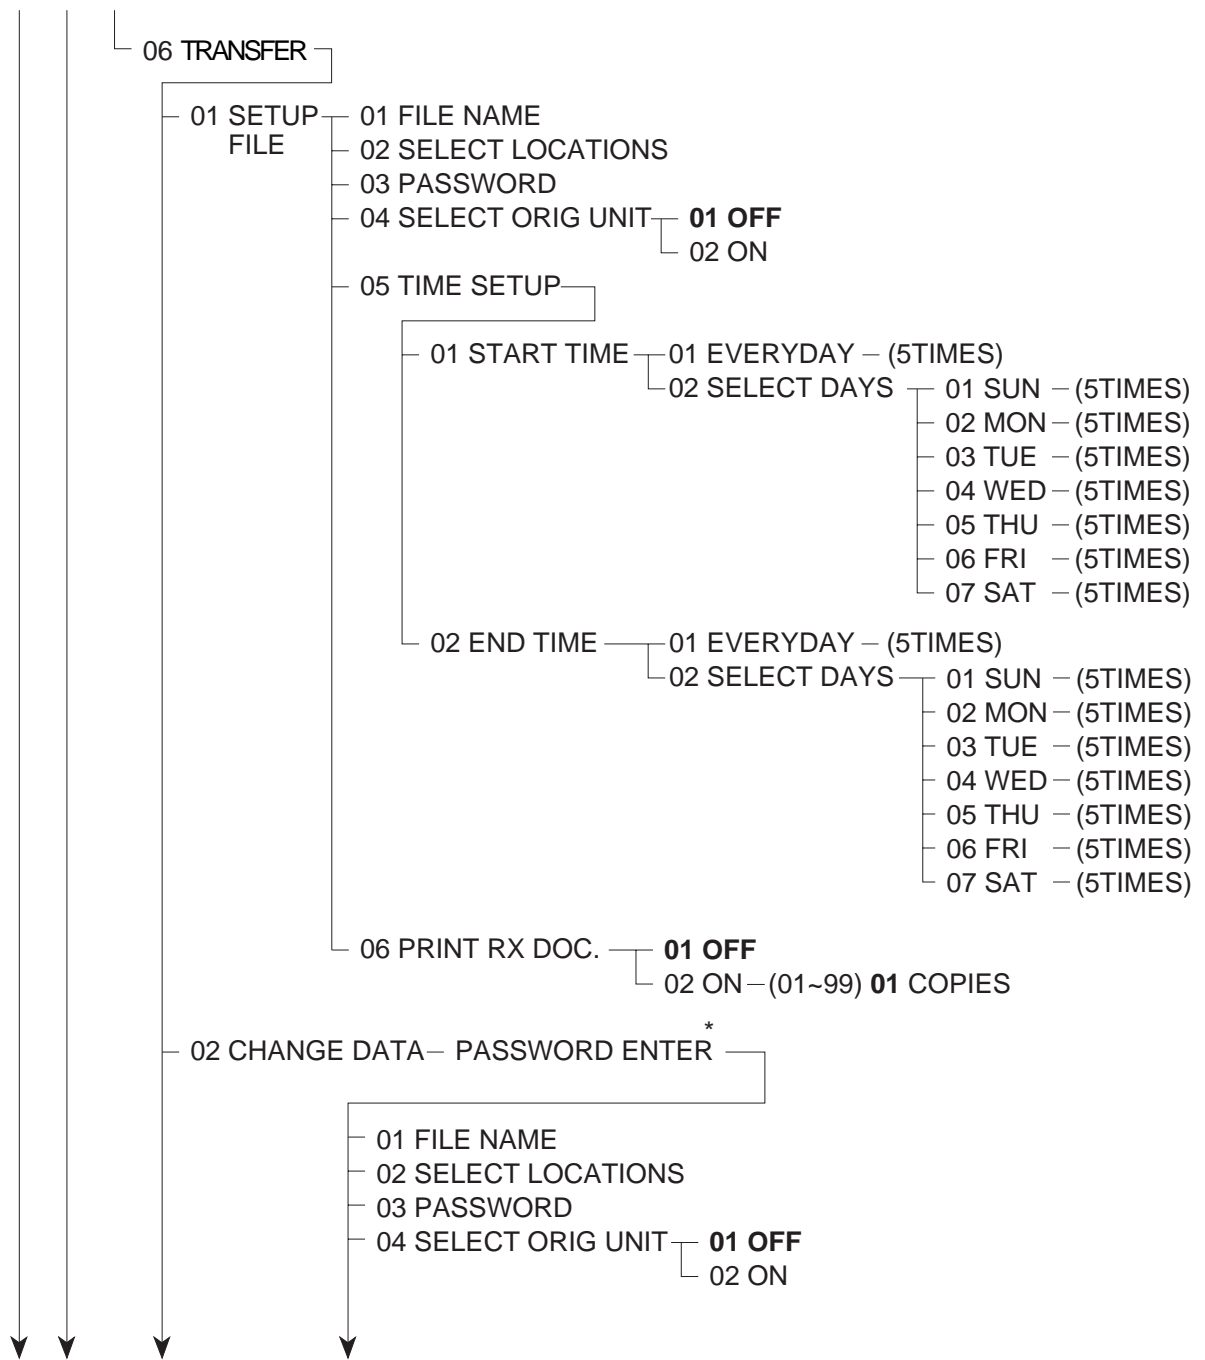 06 TRANSFER
01 SETUP FILE
01 FILE NAME
02 SELECT LOCATIONS
03 PASSWORD
04 SELECT ORIG UNIT
01 OFF
02 ON
05 TIME SETUP
01 START TIME
01 EVERYDAY — (5TIMES)
02 SELECT DAYS
01 SUN — (5TIMES)
02 MON — (5TIMES)
03 TUE — (5TIMES)
04 WED — (5TIMES)
05 THU — (5TIMES)
06 FRI — (5TIMES)
07 SAT — (5TIMES)
02 END TIME
01 EVERYDAY — (5TIMES)
02 SELECT DAYS
01 SUN — (5TIMES)
02 MON — (5TIMES)
03 TUE — (5TIMES)
04 WED — (5TIMES)
05 THU — (5TIMES)
06 FRI — (5TIMES)
07 SAT — (5TIMES)
06 PRINT RX DOC.
01 OFF
02 ON — (01~99) 01 COPIES
02 CHANGE DATA — PASSWORD ENTER*
01 FILE NAME
02 SELECT LOCATIONS
03 PASSWORD
04 SELECT ORIG UNIT
01 OFF
02 ON